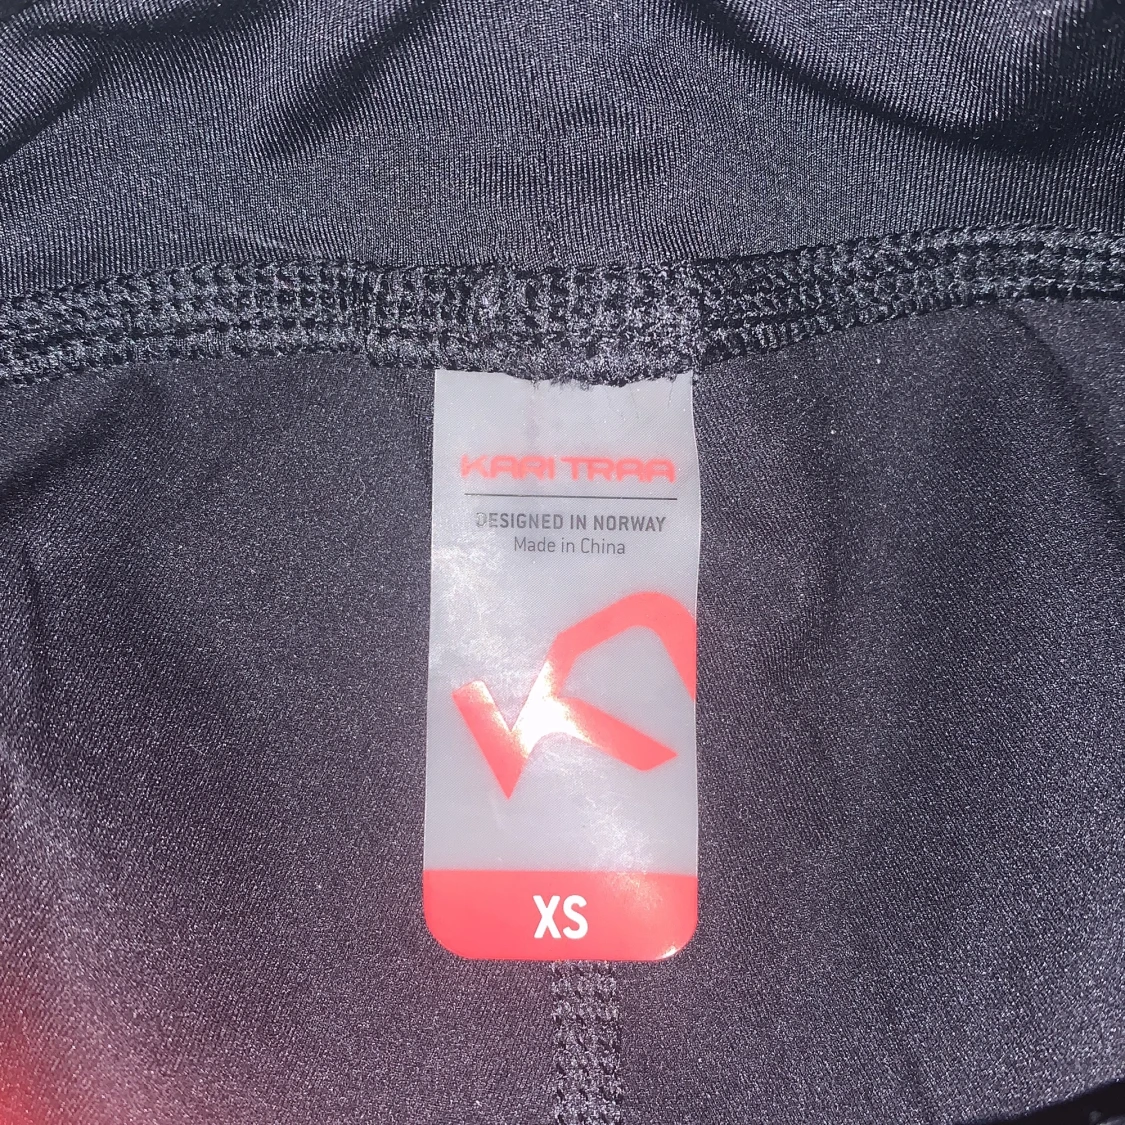 KARI TRAA
DESIGNED IN NORWAY
Made in China
XS